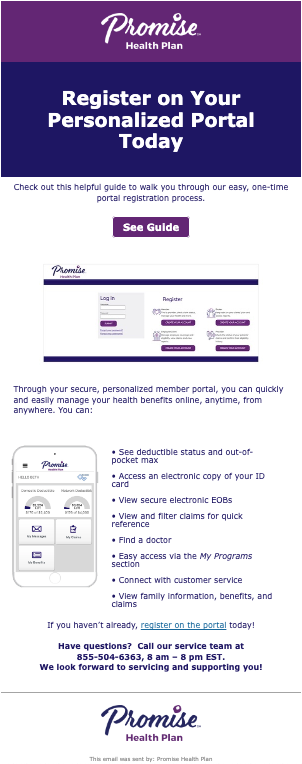 Promise
Health Plan
Register on Your
Personalized Portal
Today
Check out this helpful guide to walk you through our easy, one-time
portal registration process.
See Guide
Promise
Health Plan
Log in
Register
Through your secure, personalized member portal, you can quickly
and easily manage your health benefits online, anytime, from
anywhere. You can:
Promise
My Messages
My Claims
My Benefits
• See deductible status and out-of-
pocket max
• Access an electronic copy of your ID
card
• View secure electronic EOBs
• View and filter claims for quick
reference
• Find a doctor
• Easy access via the My Programs
section
• Connect with customer service
• View family information, benefits, and
claims
If you haven't already, register on the portal today!
Have questions?  Call our service team at
855-504-6363, 8 am – 8 pm EST.
We look forward to servicing and supporting you!
Promise
Health Plan
This email was sent by: Promise Health Plan